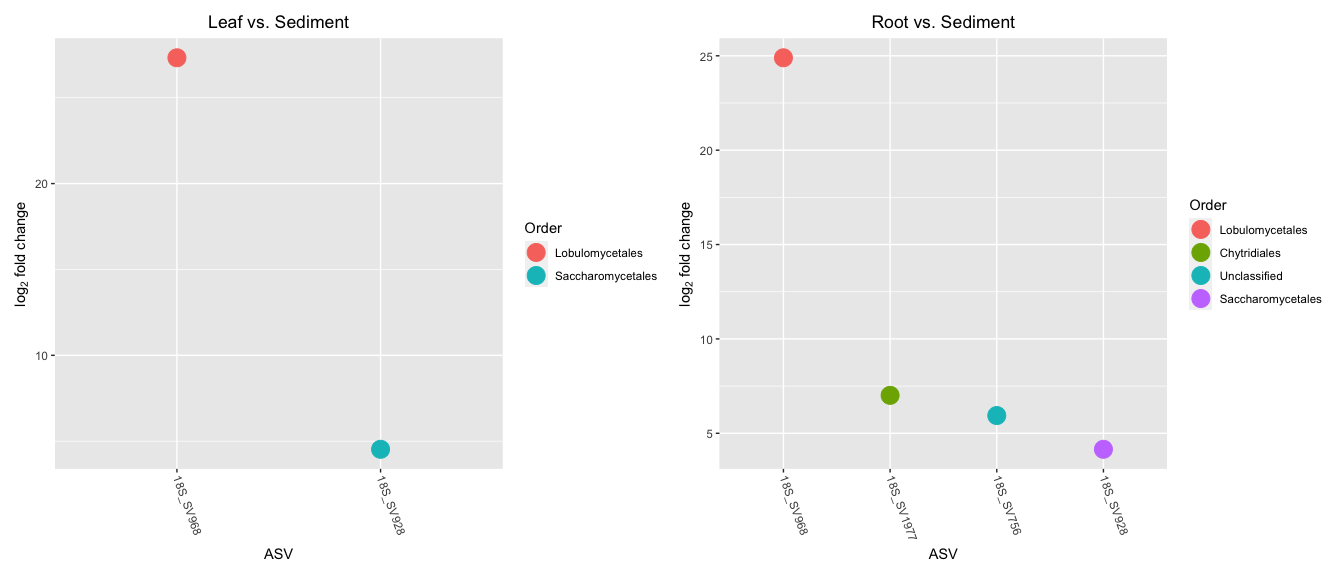 Leaf vs. Sediment
log2 fold change
20
10
18S_SV968
18S_SV928
ASV
Order
Lobulomycetales
Saccharomycetales
Root vs. Sediment
log2 fold change
25
20
15
10
5
18S_SV968
18S_SV1977
18S_SV756
18S_SV928
ASV
Order
Lobulomycetales
Chytridiales
Unclassified
Saccharomycetales